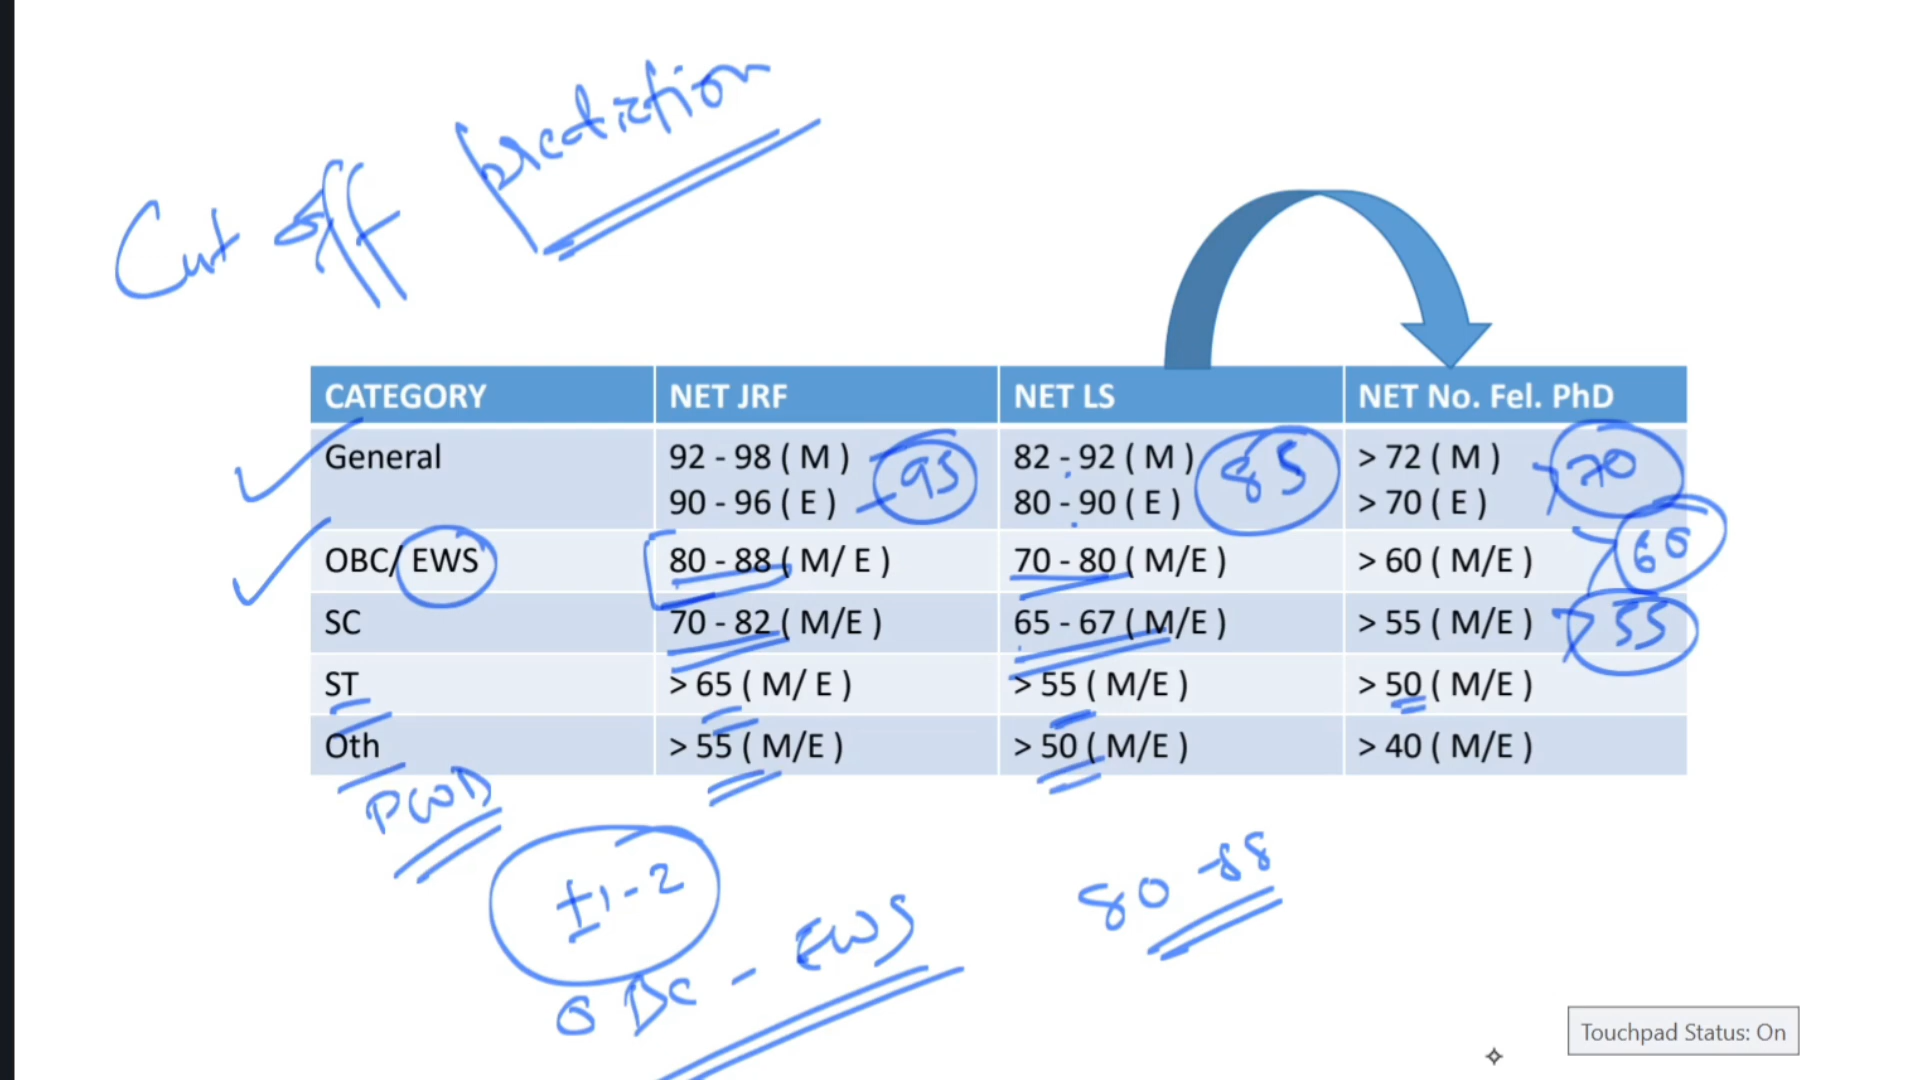 Cut off prediction
CATEGORY NET JRF NET LS NET No. Fel. PhD
General 92 - 98 ( M ) 82 - 92 ( M ) > 72 ( M )
90 - 96 ( E ) 80 - 90 ( E ) > 70 ( E )
95 85 > 70
OBC/ EWS 80 - 88 ( M/ E ) 70 - 80 ( M/E ) > 60 ( M/E ) > 60
SC 70 - 82 ( M/E ) 65 - 67 ( M/E ) > 55 ( M/E ) > 55
ST > 65 ( M/ E ) > 55 ( M/E ) > 50 ( M/E )
Oth > 55 ( M/E ) > 50 ( M/E ) > 40 ( M/E )
PWD
±1-2
80 -88
OBC - EWS
Touchpad Status: On